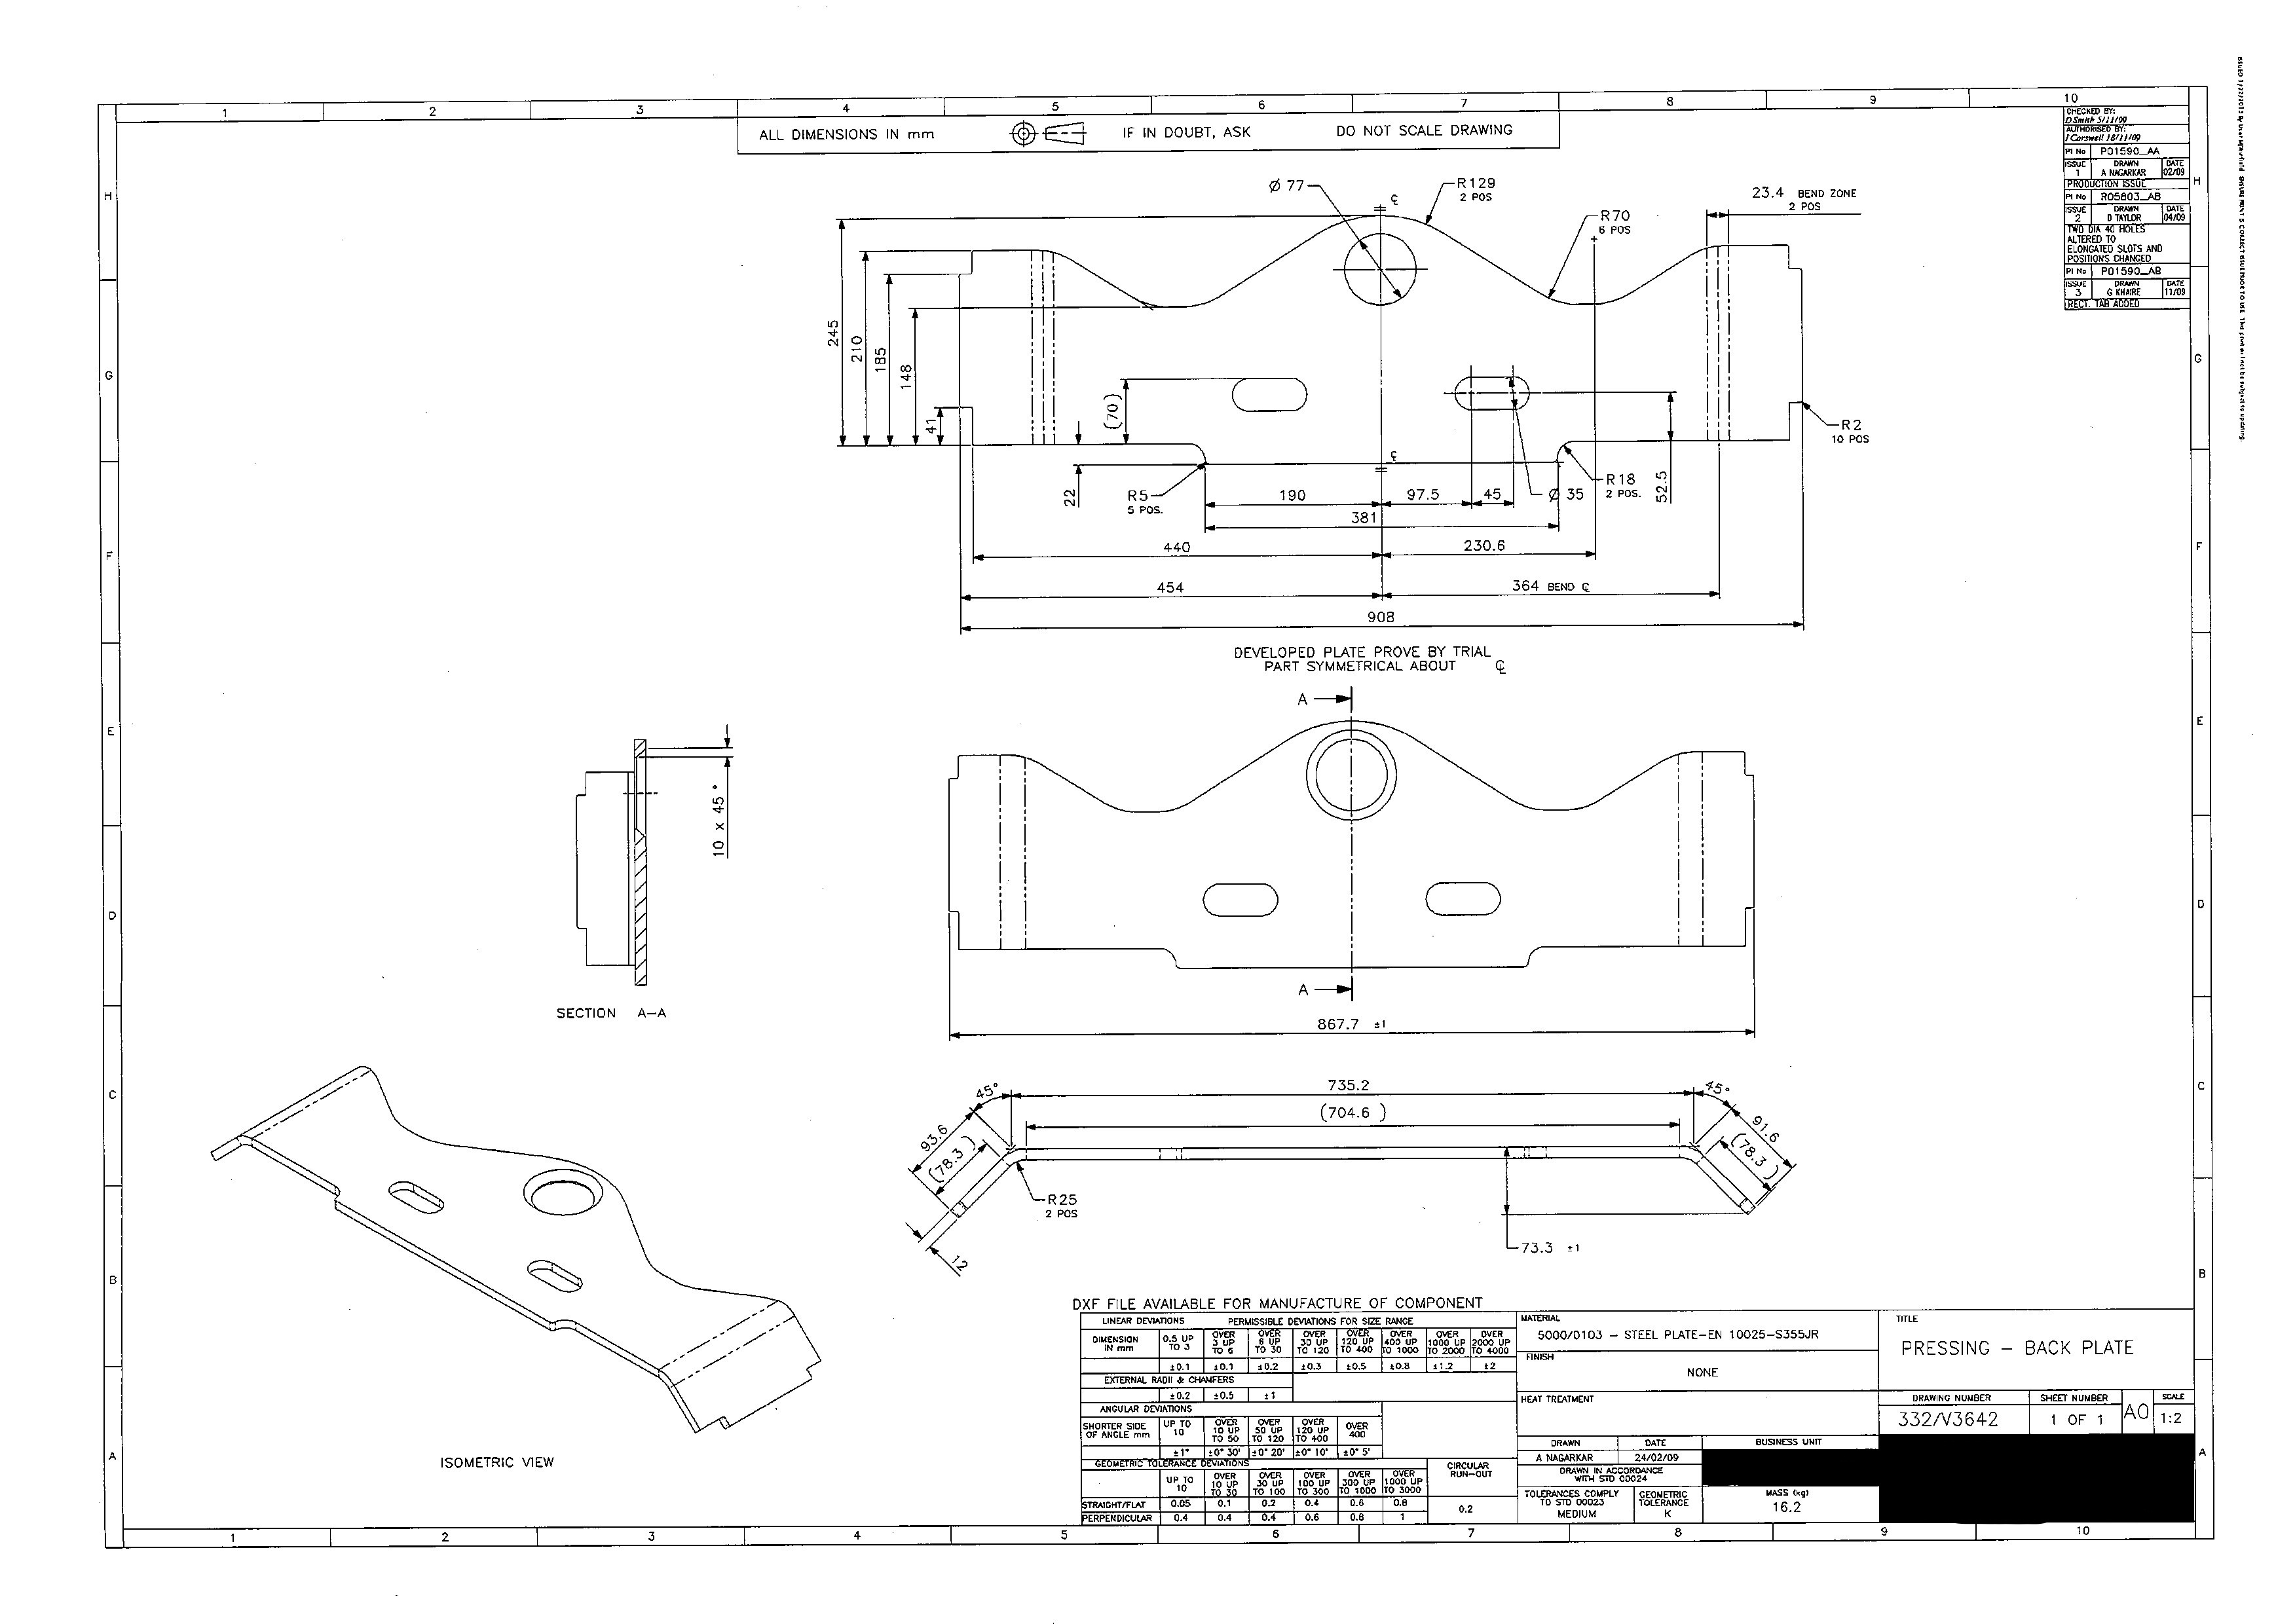 1 2 3 4 5 6 7 8 9 10
ALL DIMENSIONS IN mm IF IN DOUBT, ASK DO NOT SCALE DRAWING
CHECKED BY:
D Smith 5/11/09
AUTHORISED BY:
I Carswell 18/11/09
PI No P01590_AA
ISSUE DRAWN DATE
1 A NAGARKAR 02/09
PRODUCTION ISSUE
PI No R05803_AB
ISSUE DRAWN DATE
2 D TAYLOR 04/09
TWO DIA 40 HOLES
ALTERED TO
ELONGATED SLOTS AND
POSITIONS CHANGED
PI No P01590_AB
ISSUE DRAWN DATE
3 G KHAIRE 11/09
RECT. TAB ADDED
H
G
F
E
D
C
B
A
H
G
F
E
D
C
B
A
Ø 77
℄
R129
2 POS
R70
6 POS
23.4 BEND ZONE
2 POS
245
210
185
148
41
(70)
22
R5
5 POS.
℄
190
97.5
45
Ø 35
R18
2 POS.
52.5
R2
10 POS
381
440
230.6
454
364 BEND ℄
908
DEVELOPED PLATE PROVE BY TRIAL
PART SYMMETRICAL ABOUT ℄
A
A
867.7 ±1
10 x 45°
SECTION A-A
45°
735.2
45°
(704.6 )
93.6
(78.3 )
91.6
(78.3 )
R25
2 POS
12
73.3 ±1
ISOMETRIC VIEW
DXF FILE AVAILABLE FOR MANUFACTURE OF COMPONENT
LINEAR DEVIATIONS PERMISSIBLE DEVIATIONS FOR SIZE RANGE
DIMENSION IN mm 0.5 UP TO 3 OVER 3 UP TO 6 OVER 6 UP TO 30 OVER 30 UP TO 120 OVER 120 UP TO 400 OVER 400 UP TO 1000 OVER 1000 UP TO 2000 OVER 2000 UP TO 4000
±0.1 ±0.1 ±0.2 ±0.3 ±0.5 ±0.8 ±1.2 ±2
EXTERNAL RADII & CHAMFERS
±0.2 ±0.5 ±1
ANGULAR DEVIATIONS
SHORTER SIDE OF ANGLE mm UP TO 10 OVER 10 UP TO 50 OVER 50 UP TO 120 OVER 120 UP TO 400 OVER 400
±1° ±0° 30' ±0° 20' ±0° 10' ±0° 5'
GEOMETRIC TOLERANCE DEVIATIONS
UP TO 10 OVER 10 UP TO 30 OVER 30 UP TO 100 OVER 100 UP TO 300 OVER 300 UP TO 1000 OVER 1000 UP TO 3000
CIRCULAR RUN-OUT
STRAIGHT/FLAT 0.05 0.1 0.2 0.4 0.6 0.8
0.2
PERPENDICULAR 0.4 0.4 0.4 0.6 0.8 1
MATERIAL
5000/0103 - STEEL PLATE-EN 10025-S355JR
FINISH
NONE
HEAT TREATMENT
DRAWN DATE
A NAGARKAR 24/02/09
BUSINESS UNIT
DRAWN IN ACCORDANCE
WITH STD 00024
TOLERANCES COMPLY
TO STD 00023
MEDIUM
GEOMETRIC
TOLERANCE
K
MASS (kg)
16.2
TITLE
PRESSING - BACK PLATE
DRAWING NUMBER
332/V3642
SHEET NUMBER
1 OF 1
A0
SCALE
1:2
1 2 3 4 5 6 7 8 9 10